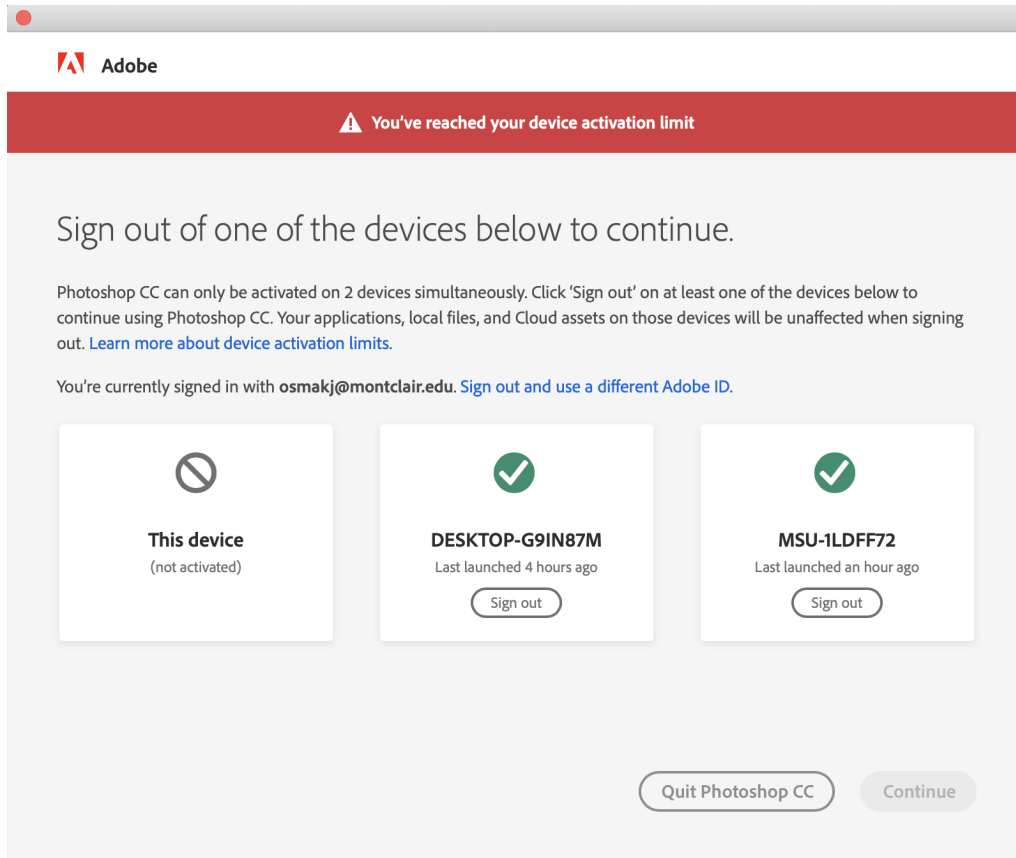 Adobe
You've reached your device activation limit
Sign out of one of the devices below to continue.
Photoshop CC can only be activated on 2 devices simultaneously. Click 'Sign out' on at least one of the devices below to
continue using Photoshop CC. Your applications, local files, and Cloud assets on those devices will be unaffected when signing
out. Learn more about device activation limits.
You're currently signed in with osmakj@montclair.edu. Sign out and use a different Adobe ID.
This device
(not activated)
DESKTOP-G9IN87M
Last launched 4 hours ago
Sign out
MSU-1LDFF72
Last launched an hour ago
Sign out
Quit Photoshop CC
Continue